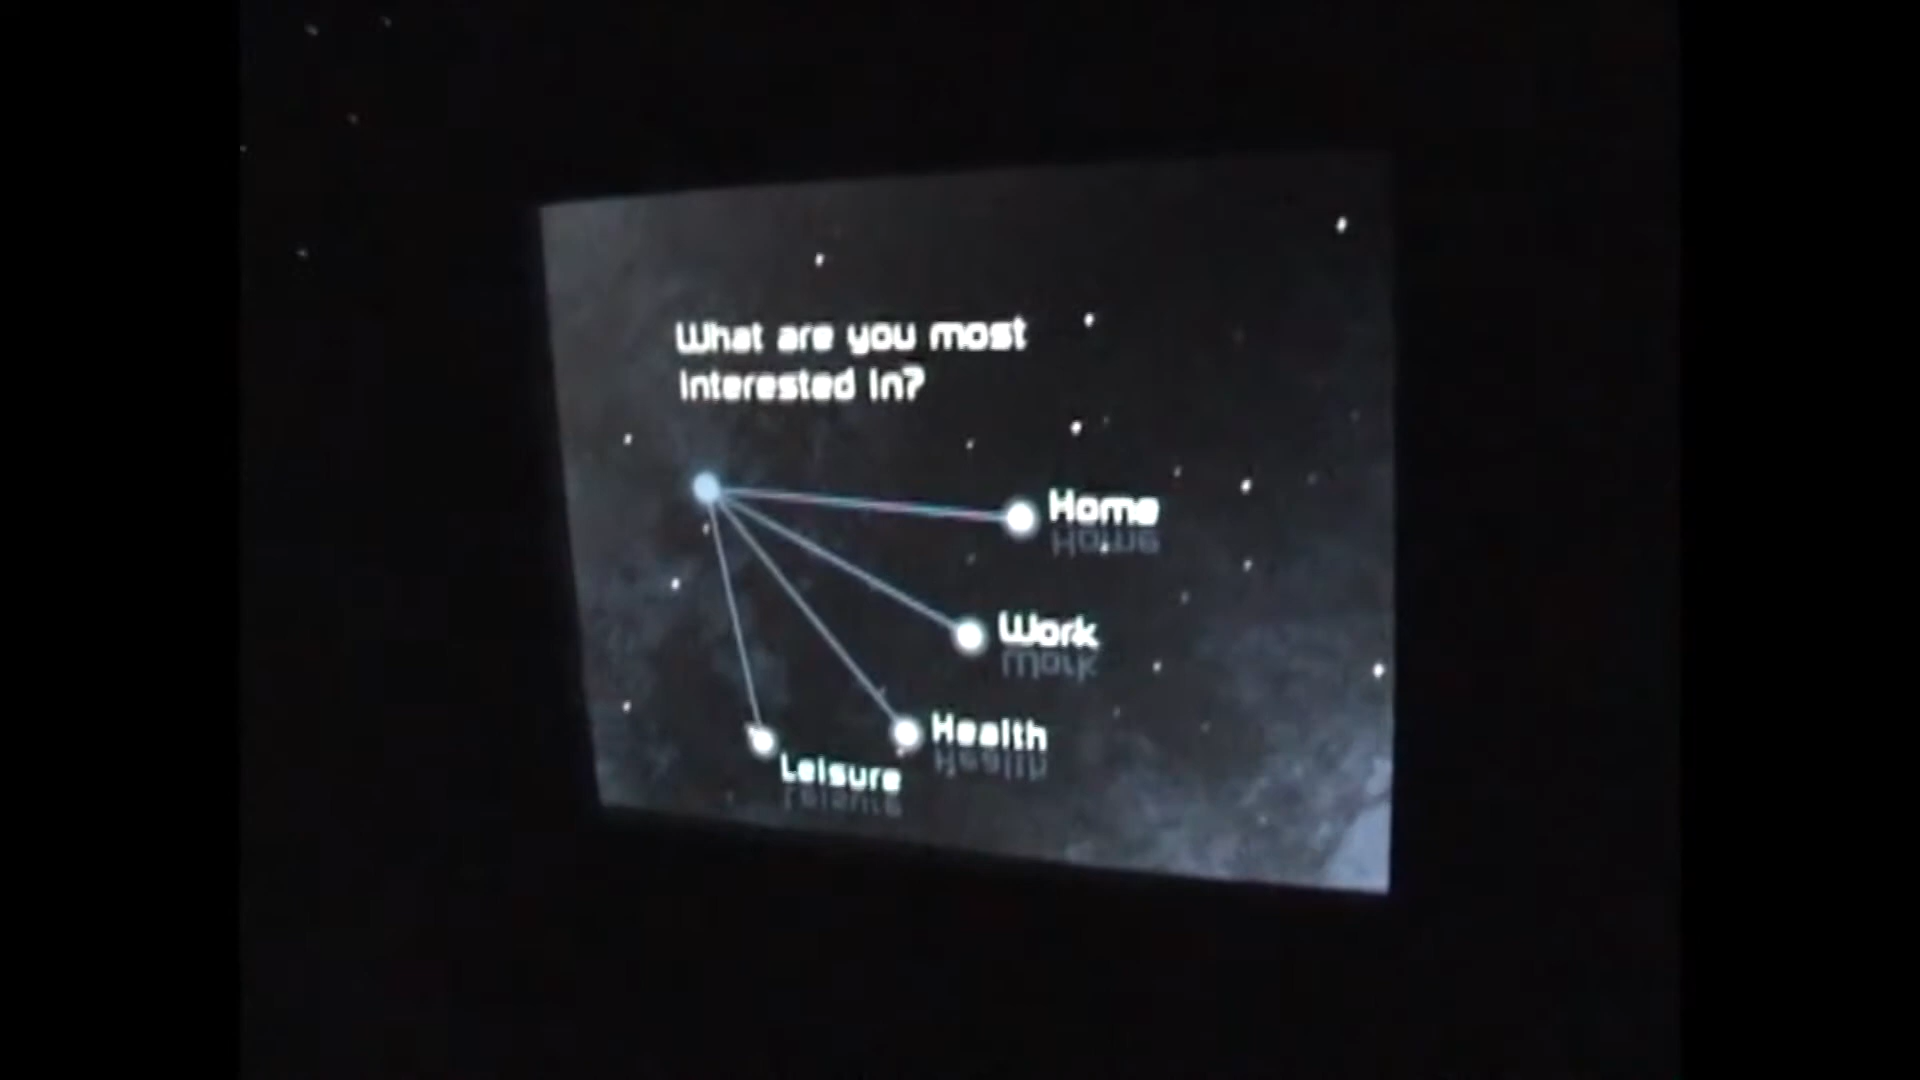 What are you most
interested in?
Home
Work
Health
Leisure